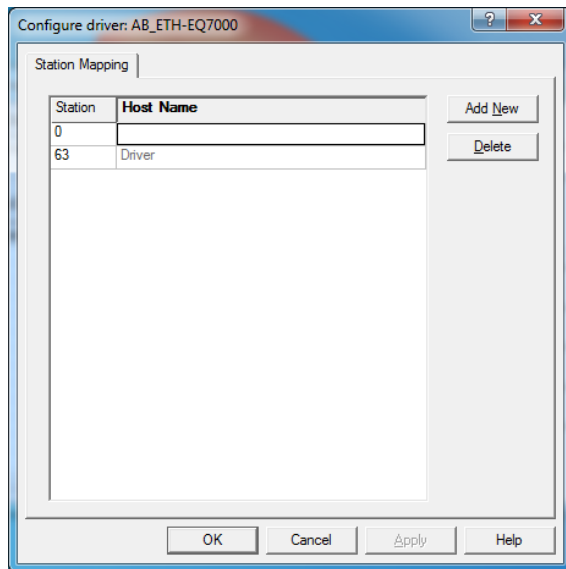 Configure driver: AB_ETH-EQ7000
Station Mapping
Station Host Name
0
63 Driver
Add New
Delete
OK Cancel Apply Help